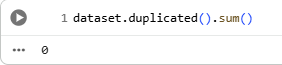 1 dataset.duplicated().sum()
0